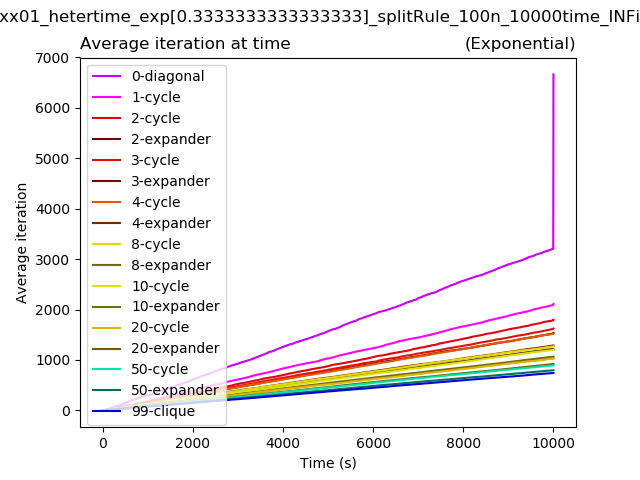 xx01_hetertime_exp[0.3333333333333333]_splitRule_100n_10000time_INFi
Average iteration at time (Exponential)
7000
6000
5000
4000
3000
2000
1000
0
Average iteration
0-diagonal
1-cycle
2-cycle
2-expander
3-cycle
3-expander
4-cycle
4-expander
8-cycle
8-expander
10-cycle
10-expander
20-cycle
20-expander
50-cycle
50-expander
99-clique
0 2000 4000 6000 8000 10000
Time (s)